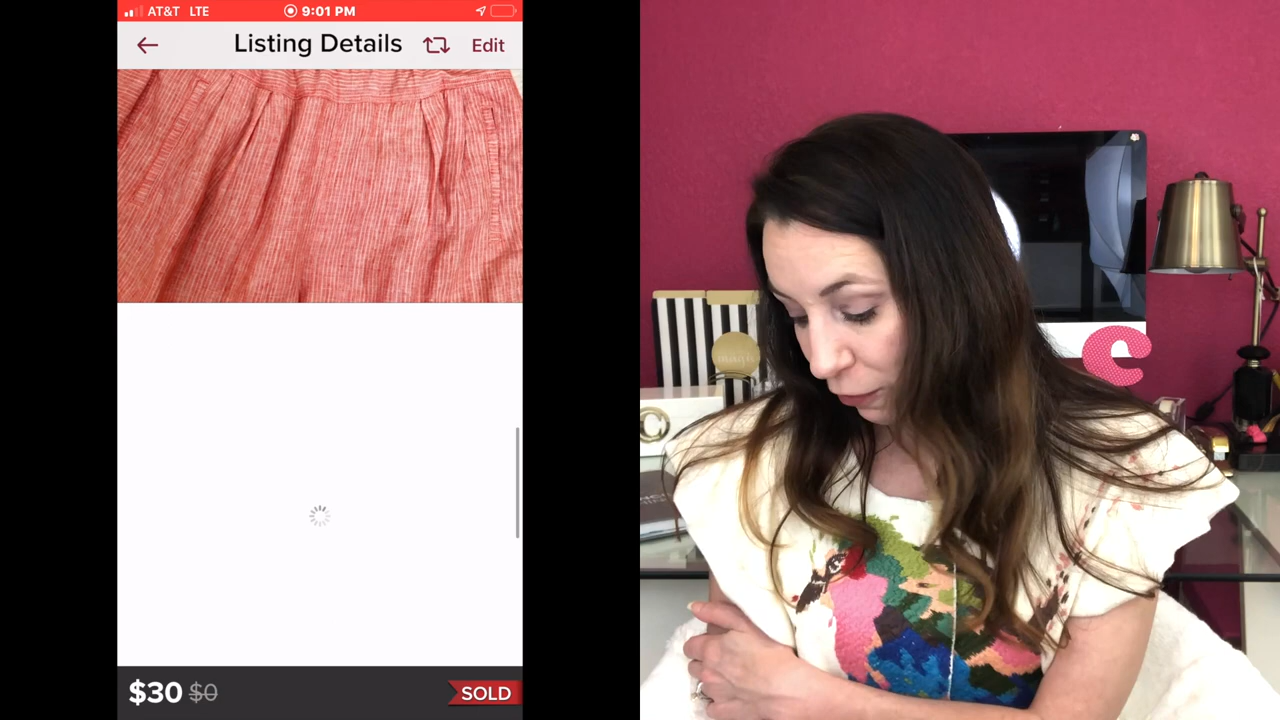 AT&T LTE 9:01 PM
Listing Details Edit
$30 $0 SOLD
C
C